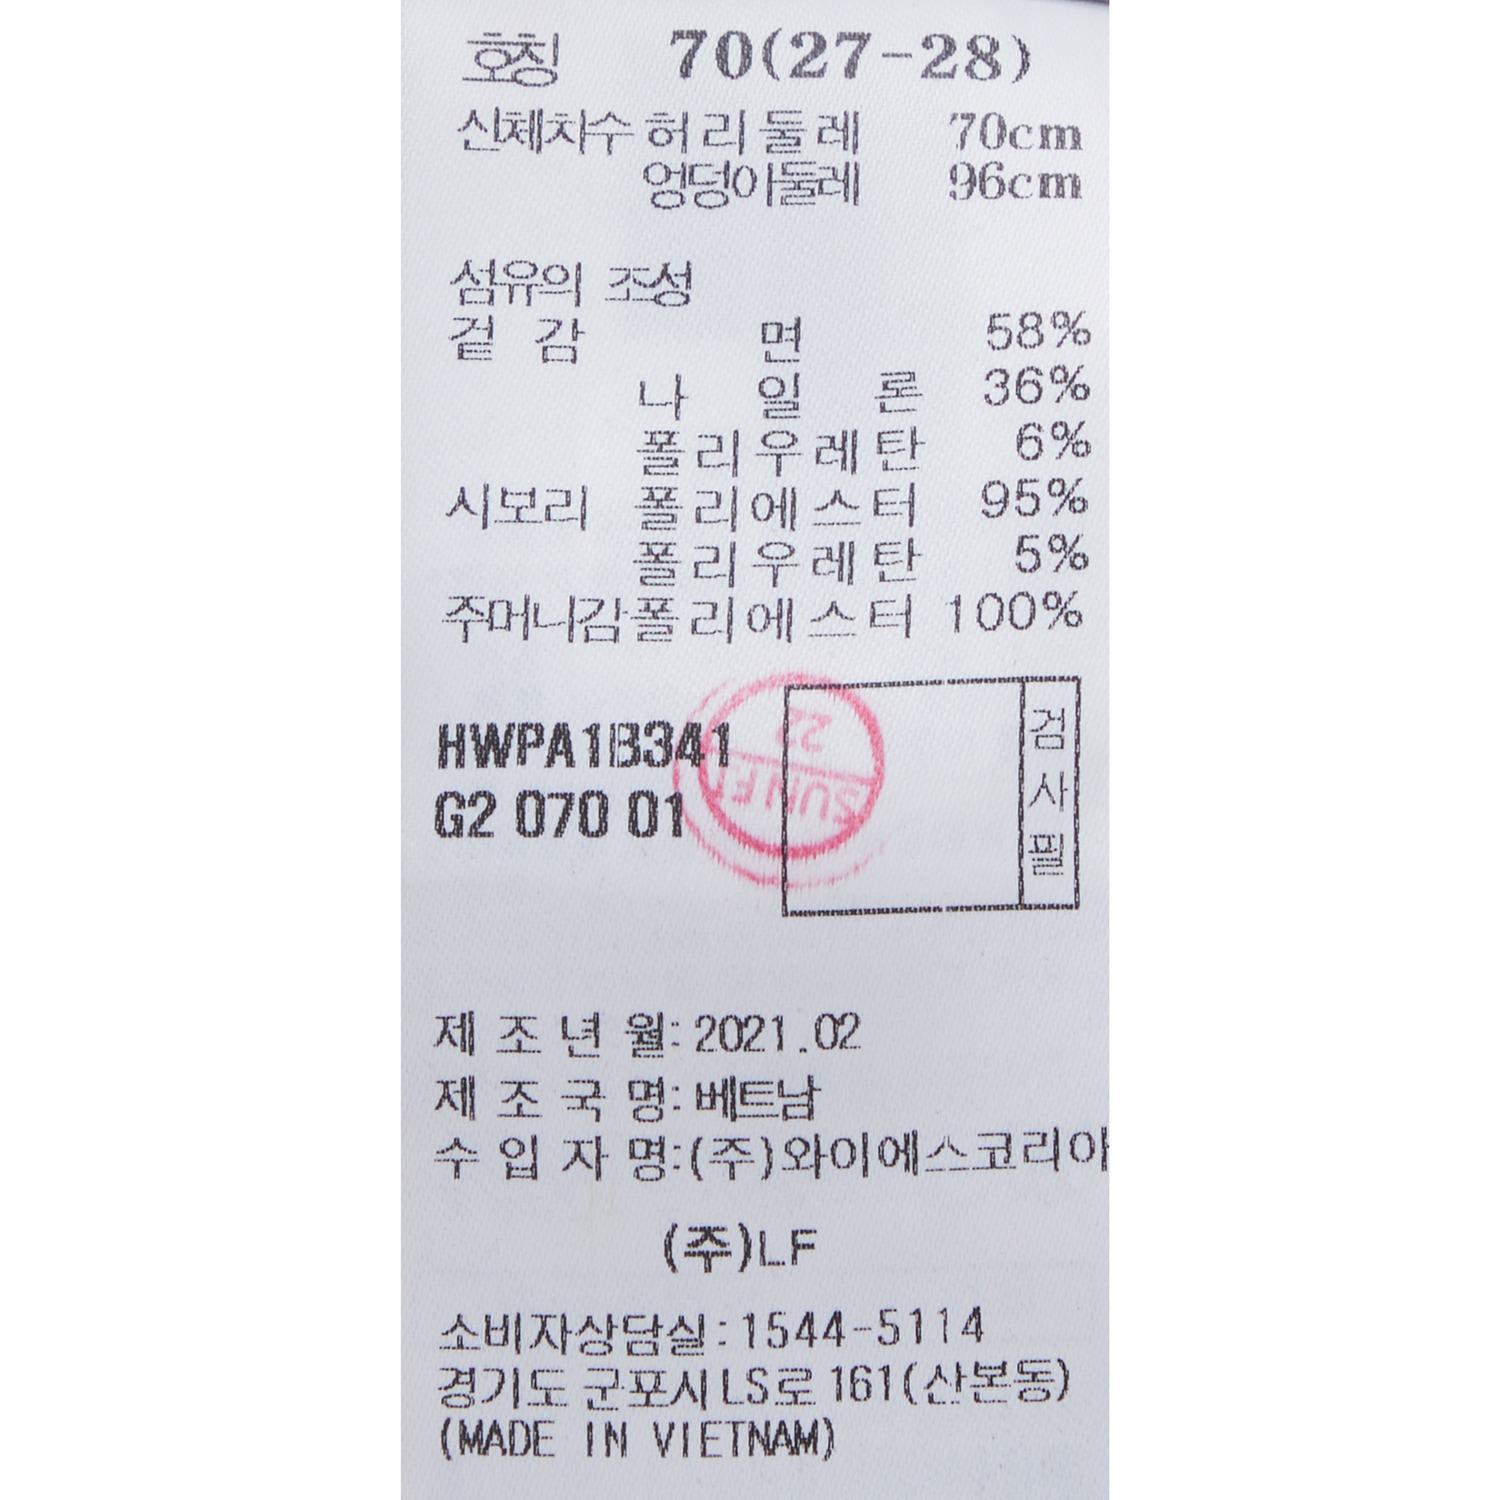 호칭 70(27-28)
신체치수 허리둘레 70cm
엉덩이둘레 96cm
섬유의 조성
겉감 면 58%
나일론 36%
폴리우레탄 6%
시보리 폴리에스터 95%
폴리우레탄 5%
주머니감 폴리에스터 100%
HWPA1B341
G2 070 01
22
검사필
제조년월: 2021.02
제조국명: 베트남
수입자명: (주)와이에스코리아
(주)LF
소비자상담실: 1544-5114
경기도 군포시 LS로 161(산본동)
(MADE IN VIETNAM)